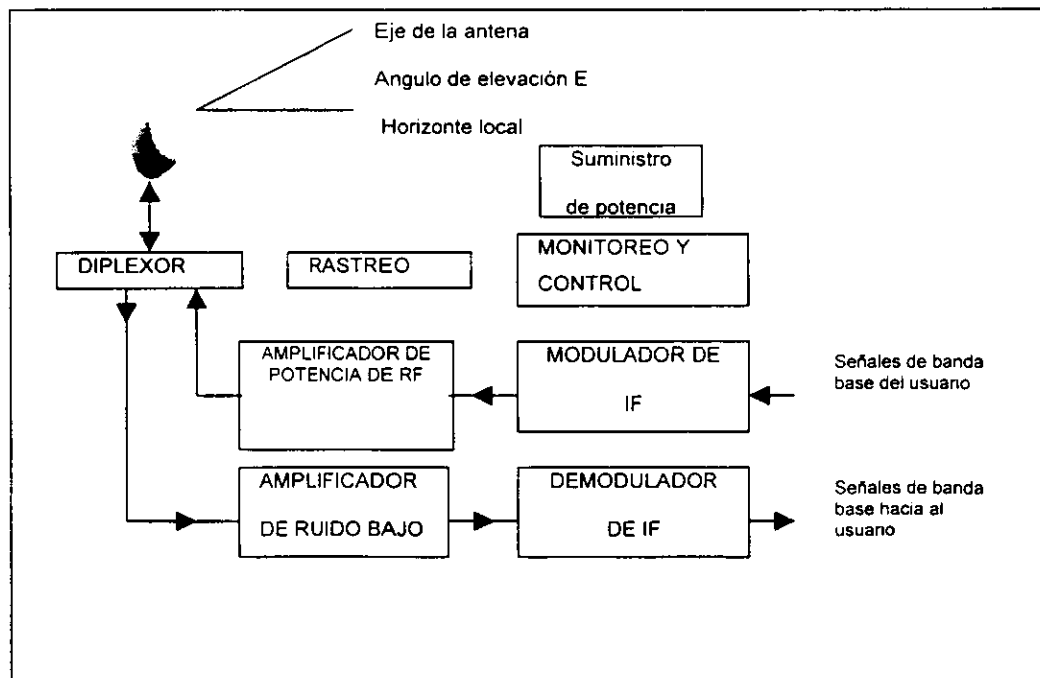 Eje de la antena
Angulo de elevación E
Horizonte local
Suministro
de potencia
DIPLEXOR
RASTREO
MONITOREO Y
CONTROL
AMPLIFICADOR DE
POTENCIA DE RF
MODULADOR DE
IF
Señales de banda
base del usuario
AMPLIFICADOR
DE RUIDO BAJO
DEMODULADOR
DE IF
Señales de banda
base hacia al
usuario